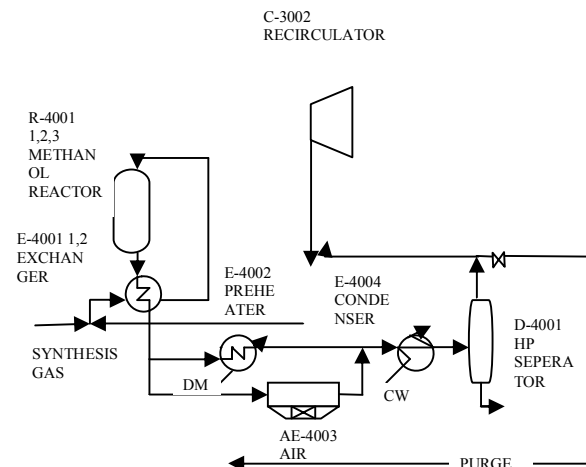 C-3002
RECIRCULATOR
R-4001
1,2,3
METHAN
OL
REACTOR
E-4001 1,2
EXCHAN
GER
E-4002
PREHE
ATER
E-4004
CONDE
NSER
D-4001
HP
SEPERA
TOR
SYNTHESIS
GAS
DM
CW
AE-4003
AIR
PURGE